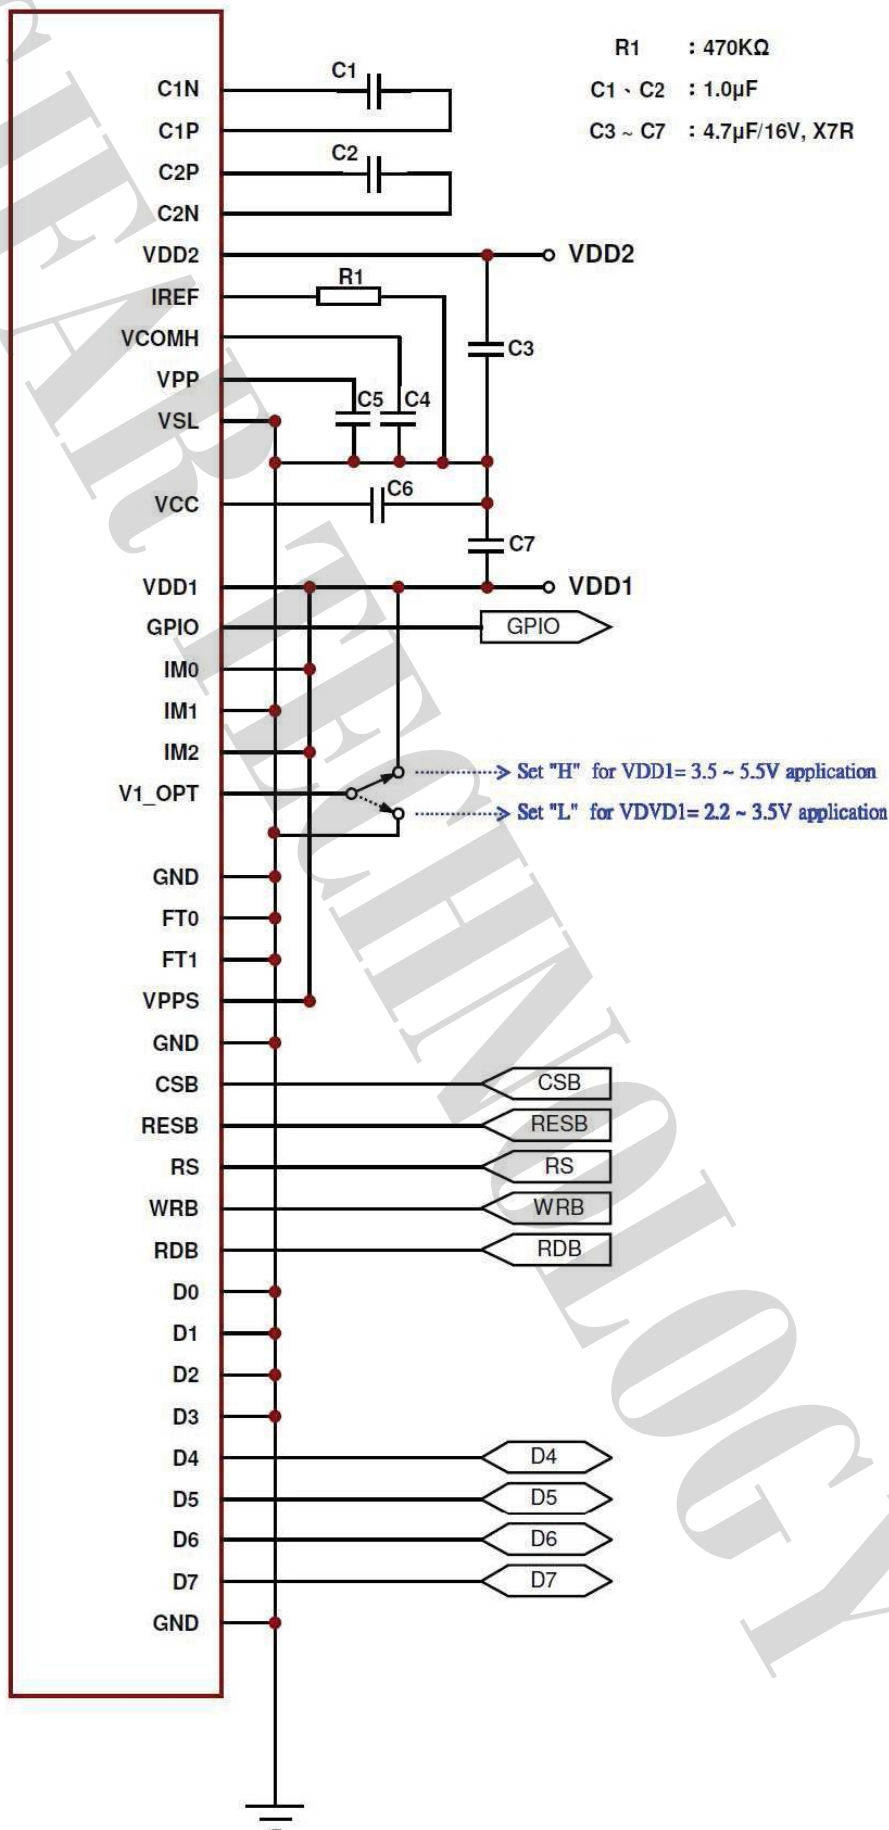 R1 : 470KΩ
C1、C2 : 1.0µF
C3 ~ C7 : 4.7µF/16V, X7R
C1N
C1
C1P
C2P
C2
C2N
VDD2
VDD2
IREF
R1
VCOMH
C3
VPP
C5
C4
VSL
VCC
C6
C7
VDD1
VDD1
GPIO
GPIO
IM0
IM1
IM2
Set "H" for VDD1= 3.5 ~ 5.5V application
V1_OPT
Set "L" for VDVD1= 2.2 ~ 3.5V application
GND
FT0
FT1
VPPS
GND
CSB
CSB
RESB
RESB
RS
RS
WRB
WRB
RDB
RDB
D0
D1
D2
D3
D4
D4
D5
D5
D6
D6
D7
D7
GND
TECHNOLOGY